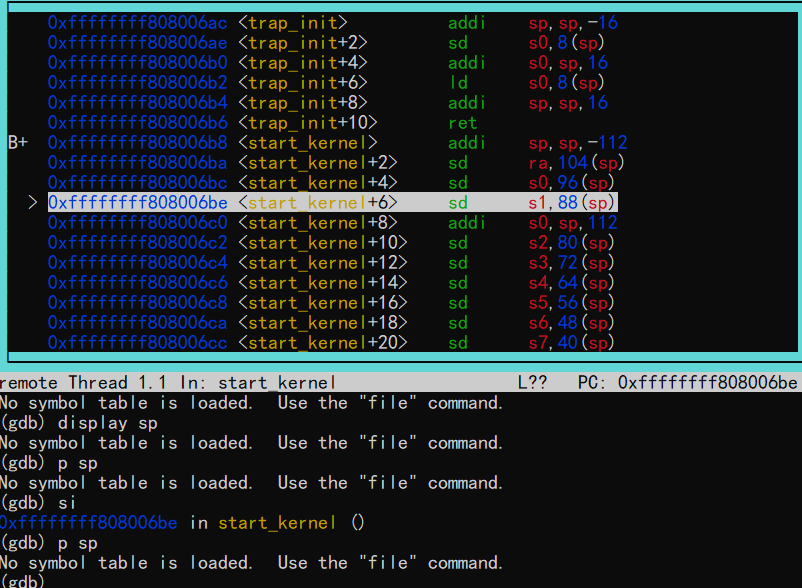 0xffffffff808006ac <trap_init> addi sp,sp,-16
0xffffffff808006ae <trap_init+2> sd s0,8(sp)
0xffffffff808006b0 <trap_init+4> addi s0,sp,16
0xffffffff808006b2 <trap_init+6> ld s0,8(sp)
0xffffffff808006b4 <trap_init+8> addi sp,sp,16
0xffffffff808006b6 <trap_init+10> ret
B+ 0xffffffff808006b8 <start_kernel> addi sp,sp,-112
0xffffffff808006ba <start_kernel+2> sd ra,104(sp)
0xffffffff808006bc <start_kernel+4> sd s0,96(sp)
> 0xffffffff808006be <start_kernel+6> sd s1,88(sp)
0xffffffff808006c0 <start_kernel+8> addi s0,sp,112
0xffffffff808006c2 <start_kernel+10> sd s2,80(sp)
0xffffffff808006c4 <start_kernel+12> sd s3,72(sp)
0xffffffff808006c6 <start_kernel+14> sd s4,64(sp)
0xffffffff808006c8 <start_kernel+16> sd s5,56(sp)
0xffffffff808006ca <start_kernel+18> sd s6,48(sp)
0xffffffff808006cc <start_kernel+20> sd s7,40(sp)
remote Thread 1.1 In: start_kernel L?? PC: 0xffffffff808006be
No symbol table is loaded.  Use the "file" command.
(gdb) display sp
No symbol table is loaded.  Use the "file" command.
(gdb) p sp
No symbol table is loaded.  Use the "file" command.
(gdb) si
0xffffffff808006be in start_kernel ()
(gdb) p sp
No symbol table is loaded.  Use the "file" command.
(gdb)